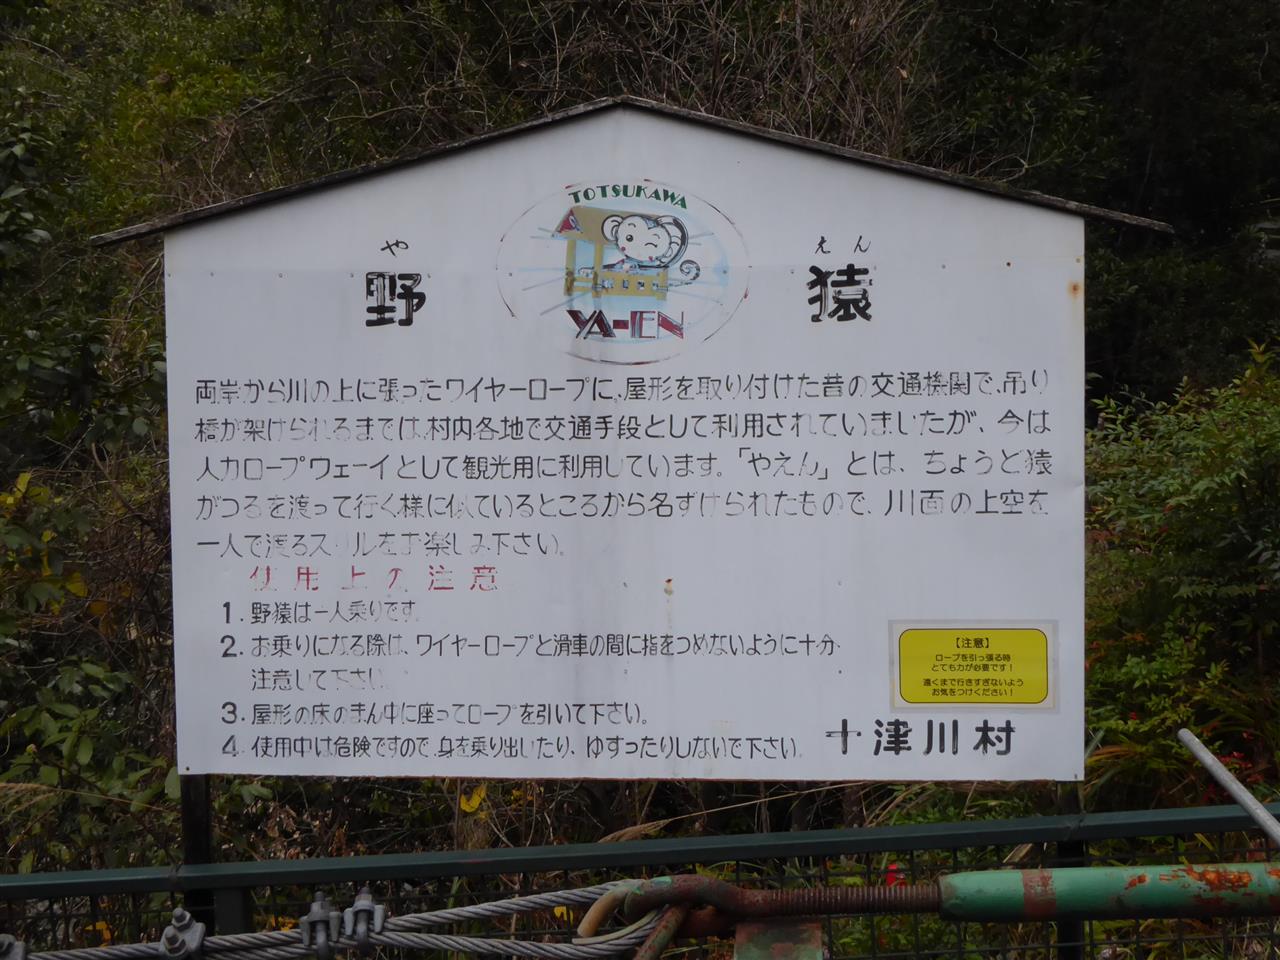 TOTSUKAWA
や えん
野 猿
YA-EN
両岸から川の上に張ったワイヤーロープに、屋形を取り付けた昔の交通機関で、吊り
橋が架けられるまでは、村内各地で交通手段として利用されていましたが、今は
人力ロープウェーイとして観光用に利用しています。「やえん」とは、ちょうど猿
がつるを渡って行く様に似ているところから名ずけられたもので、川面の上空を
一人で渡るスリルをお楽しみ下さい。
使用上の注意
1. 野猿は一人乗りです。
2. お乗りになる際は、ワイヤーロープと滑車の間に指をつめないように十分
注意して下さい。
3. 屋形の床のまん中に座ってロープを引いて下さい。
4. 使用中は危険ですので、身を乗り出したり、ゆすったりしないで下さい。
【注意】
ロープを引っ張る時
とても力が必要です！
遠くまで行きすぎないよう
お気をつけください！
十津川村